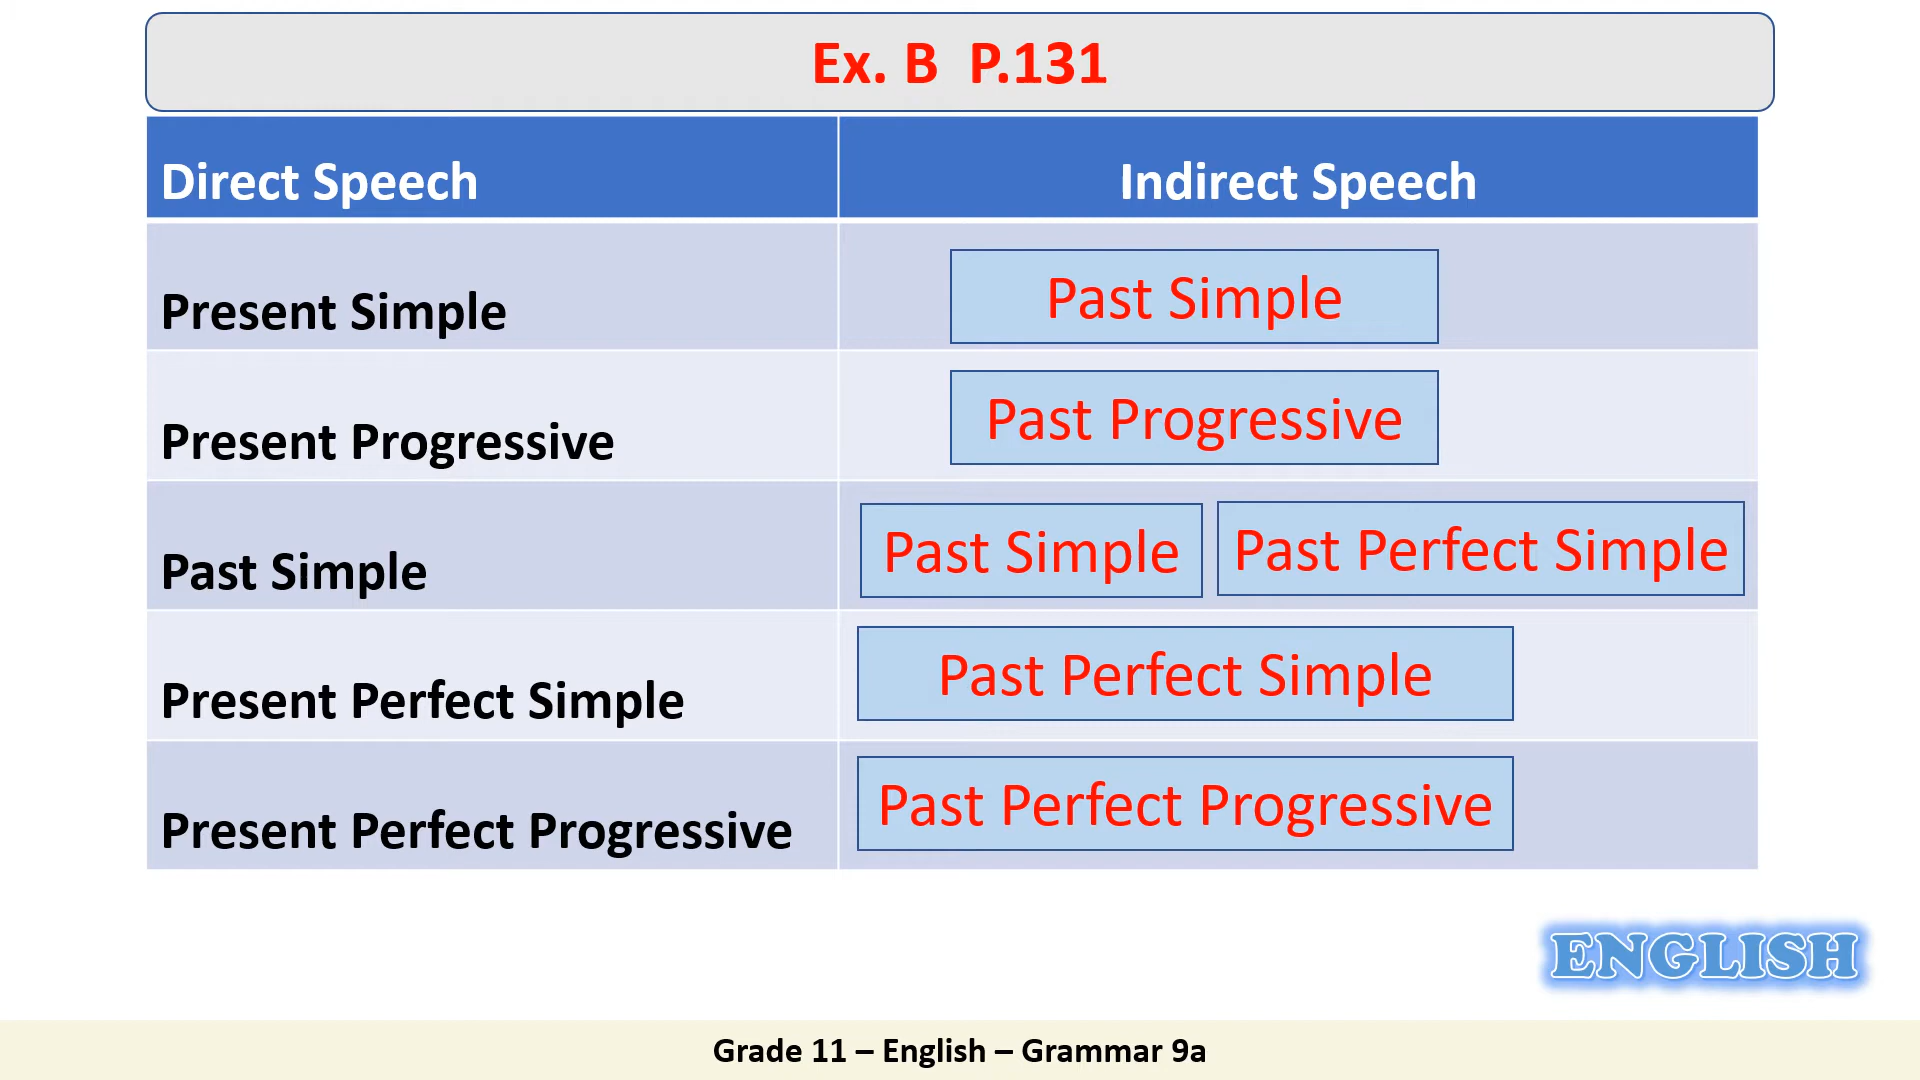 Ex. B P.131
Direct Speech Indirect Speech
Present Simple Past Simple
Present Progressive Past Progressive
Past Simple Past Simple Past Perfect Simple
Present Perfect Simple Past Perfect Simple
Present Perfect Progressive Past Perfect Progressive
ENGLISH
Grade 11 – English – Grammar 9a